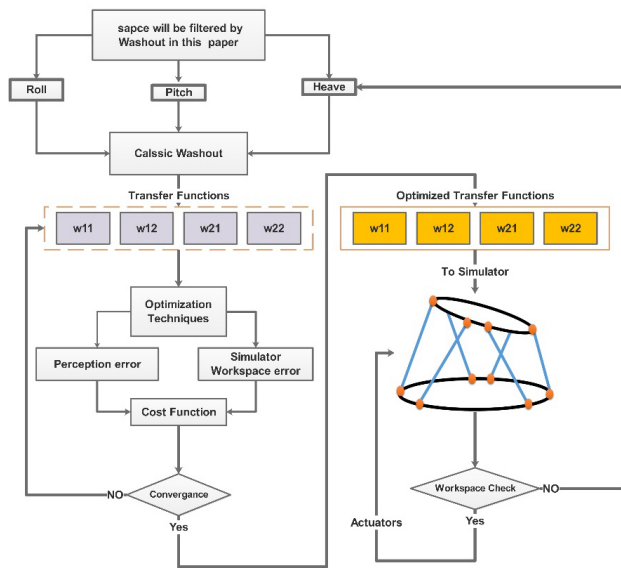 sapce will be filtered by
Washout in this paper
Roll
Pitch
Heave
Calssic Washout
Transfer Functions
w11
w12
w21
w22
Optimization
Techniques
Perception error
Simulator
Workspace error
Cost Function
Convergance
NO
Yes
Optimized Transfer Functions
w11
w12
w21
w22
To Simulator
Workspace Check
NO
Yes
Actuators